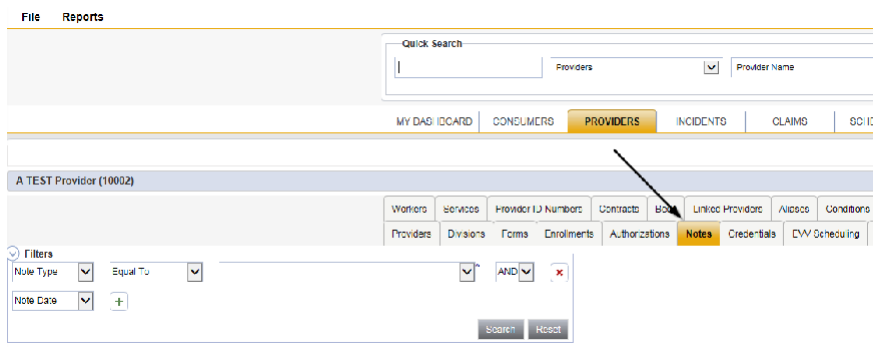 File Reports
Quick Search
Providers Provider Name
MY DASHBOARD CONSUMERS PROVIDERS INCIDENTS CLAIMS SCHE
A TEST Provider (10002)
Workers Services Provider ID Numbers Contracts Linked Providers Aliases Conditions
Providers Divisions Forms Enrollments Authorizations Notes Credentials EVV Scheduling
Filters
Note Type Equal To AND
Note Date
Search Reset